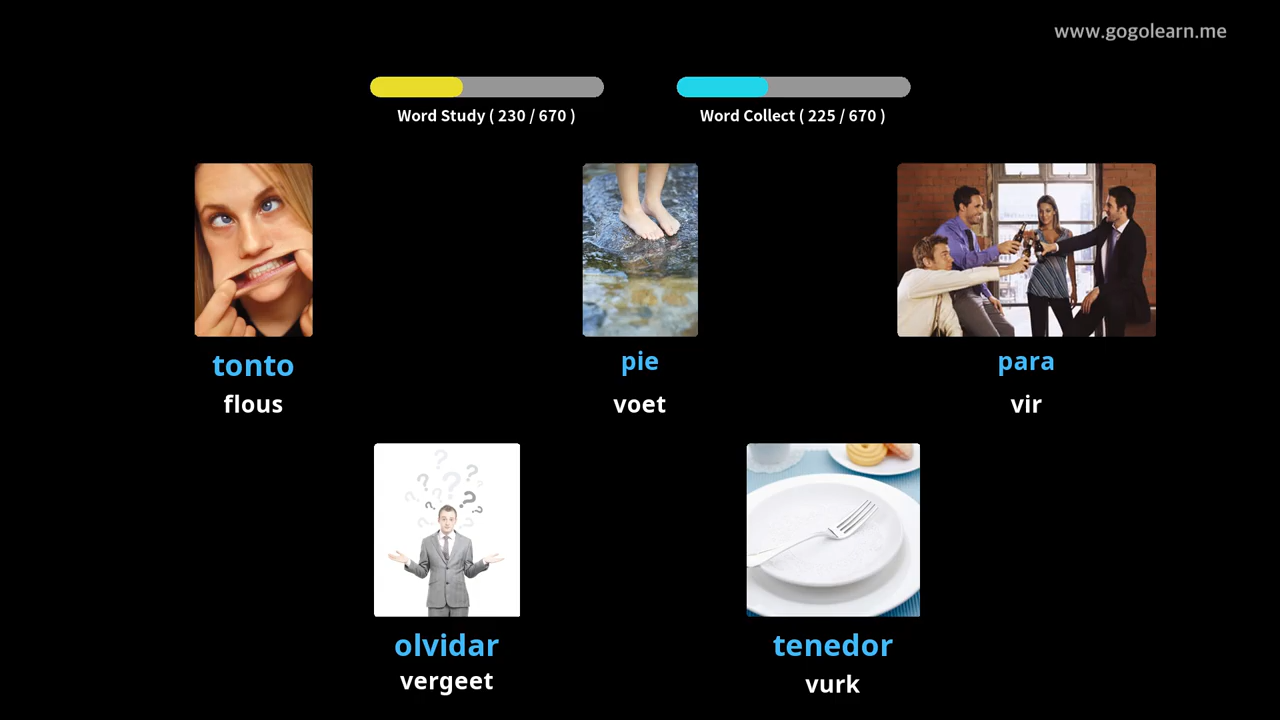 www.gogolearn.me
Word Study ( 230 / 670 )
Word Collect ( 225 / 670 )
tonto
flous
pie
voet
para
vir
olvidar
vergeet
tenedor
vurk